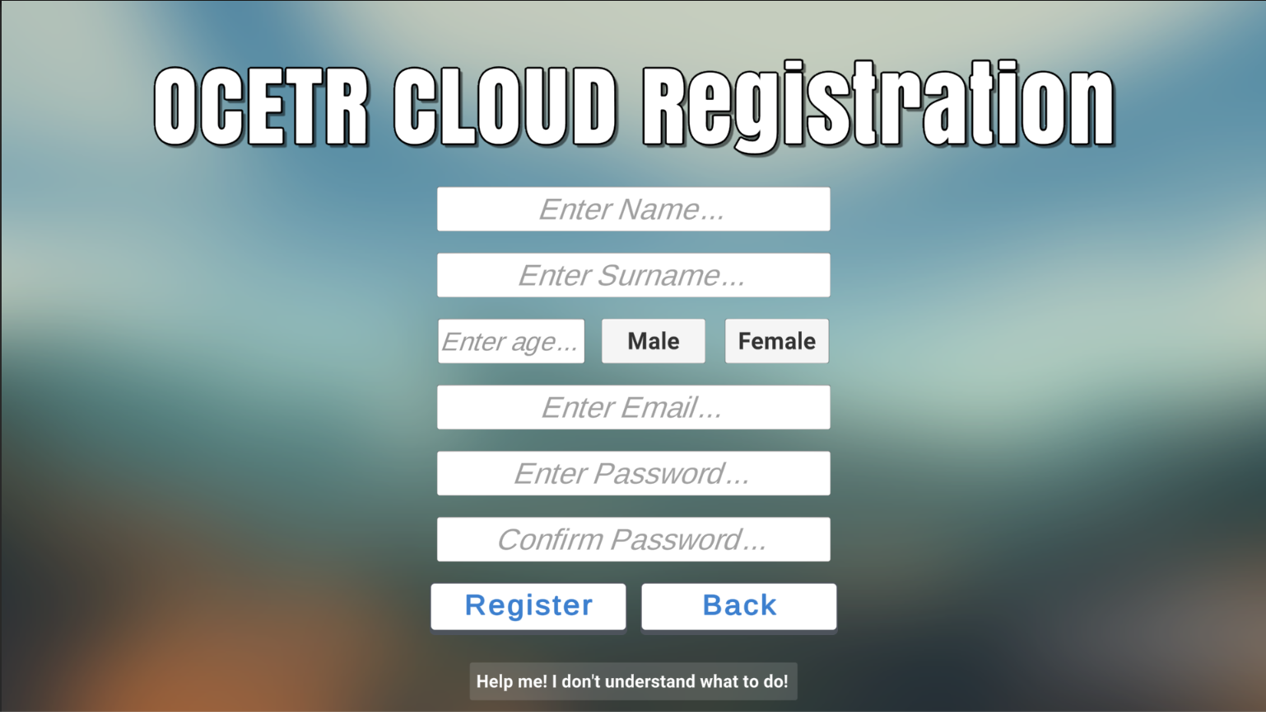 OCETR CLOUD Registration
Enter Name...
Enter Surname...
Enter age... Male Female
Enter Email...
Enter Password...
Confirm Password...
Register Back
Help me! I don't understand what to do!